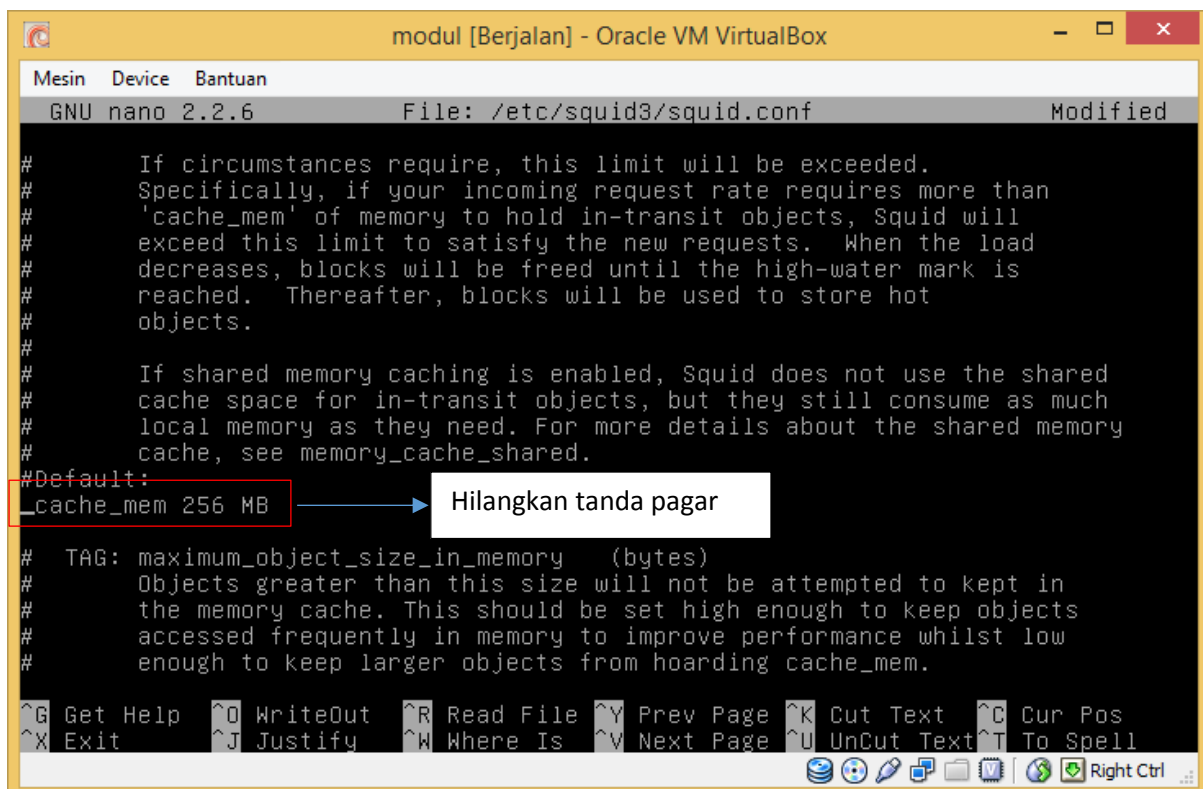 modul [Berjalan] - Oracle VM VirtualBox
Mesin Device Bantuan
GNU nano 2.2.6 File: /etc/squid3/squid.conf Modified
# If circumstances require, this limit will be exceeded.
# Specifically, if your incoming request rate requires more than
# 'cache_mem' of memory to hold in-transit objects, Squid will
# exceed this limit to satisfy the new requests. When the load
# decreases, blocks will be freed until the high-water mark is
# reached. Thereafter, blocks will be used to store hot
# objects.
#
# If shared memory caching is enabled, Squid does not use the shared
# cache space for in-transit objects, but they still consume as much
# local memory as they need. For more details about the shared memory
# cache, see memory_cache_shared.
#Default:
_cache_mem 256 MB
Hilangkan tanda pagar
# TAG: maximum_object_size_in_memory (bytes)
# Objects greater than this size will not be attempted to kept in
# the memory cache. This should be set high enough to keep objects
# accessed frequently in memory to improve performance whilst low
# enough to keep larger objects from hoarding cache_mem.
^G Get Help ^O WriteOut ^R Read File ^Y Prev Page ^K Cut Text ^C Cur Pos
^X Exit ^J Justify ^W Where Is ^V Next Page ^U UnCut Text ^T To Spell
Right Ctrl